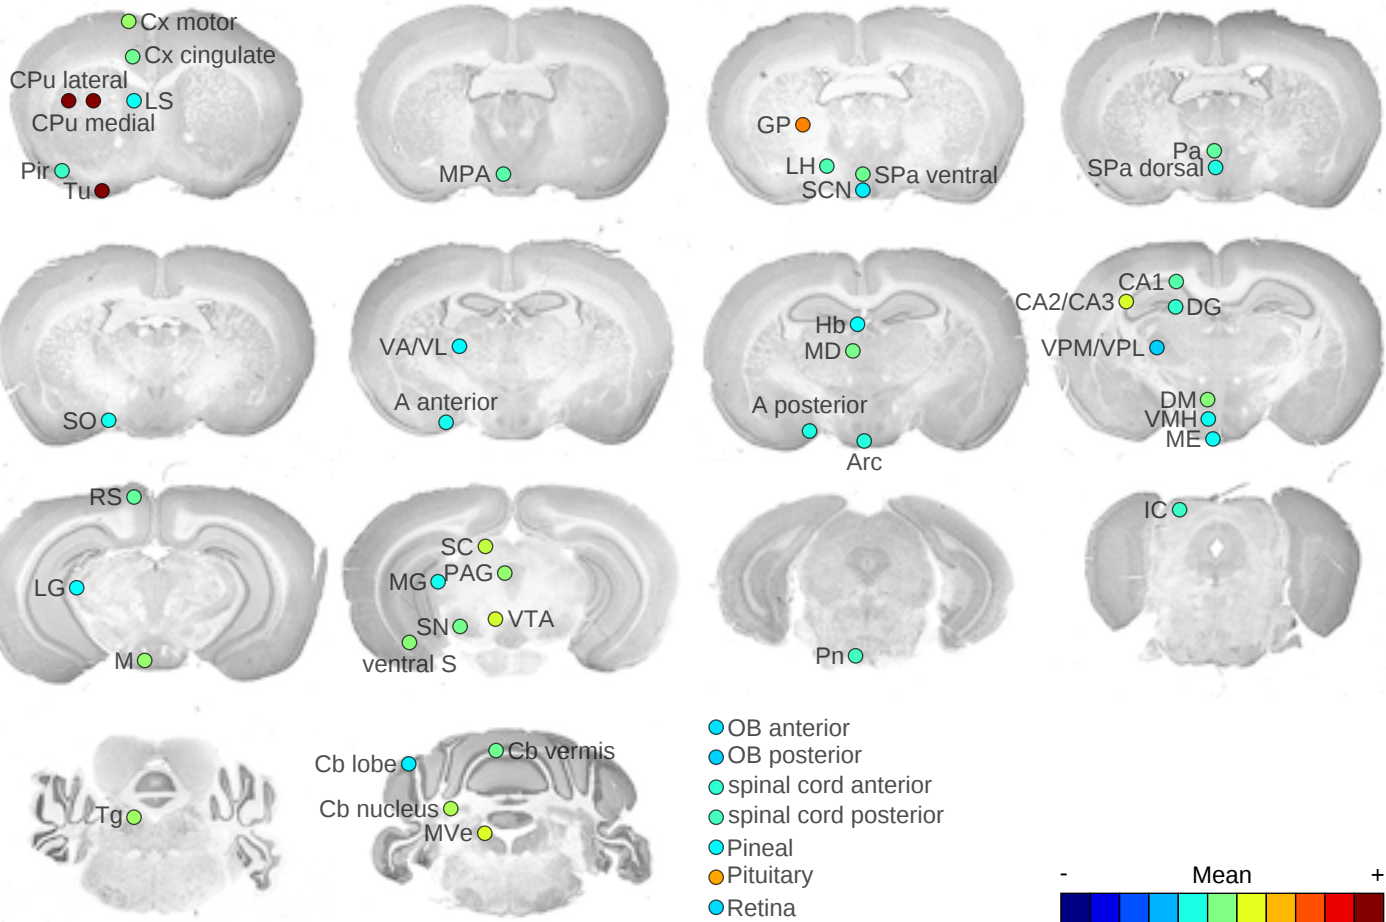 Cx motor
Cx cingulate
CPu lateral
LS
CPu medial
Pir
Tu
MPA
GP
LH
SPa ventral
SCN
Pa
SPa dorsal
SO
VA/VL
A anterior
Hb
MD
A posterior
Arc
CA1
CA2/CA3
DG
VPM/VPL
DM
VMH
ME
RS
LG
M
SC
PAG
MG
VTA
SN
ventral S
Pn
IC
Tg
Cb lobe
Cb vermis
Cb nucleus
MVe
OB anterior
OB posterior
spinal cord anterior
spinal cord posterior
Pineal
Pituitary
Retina
- Mean +